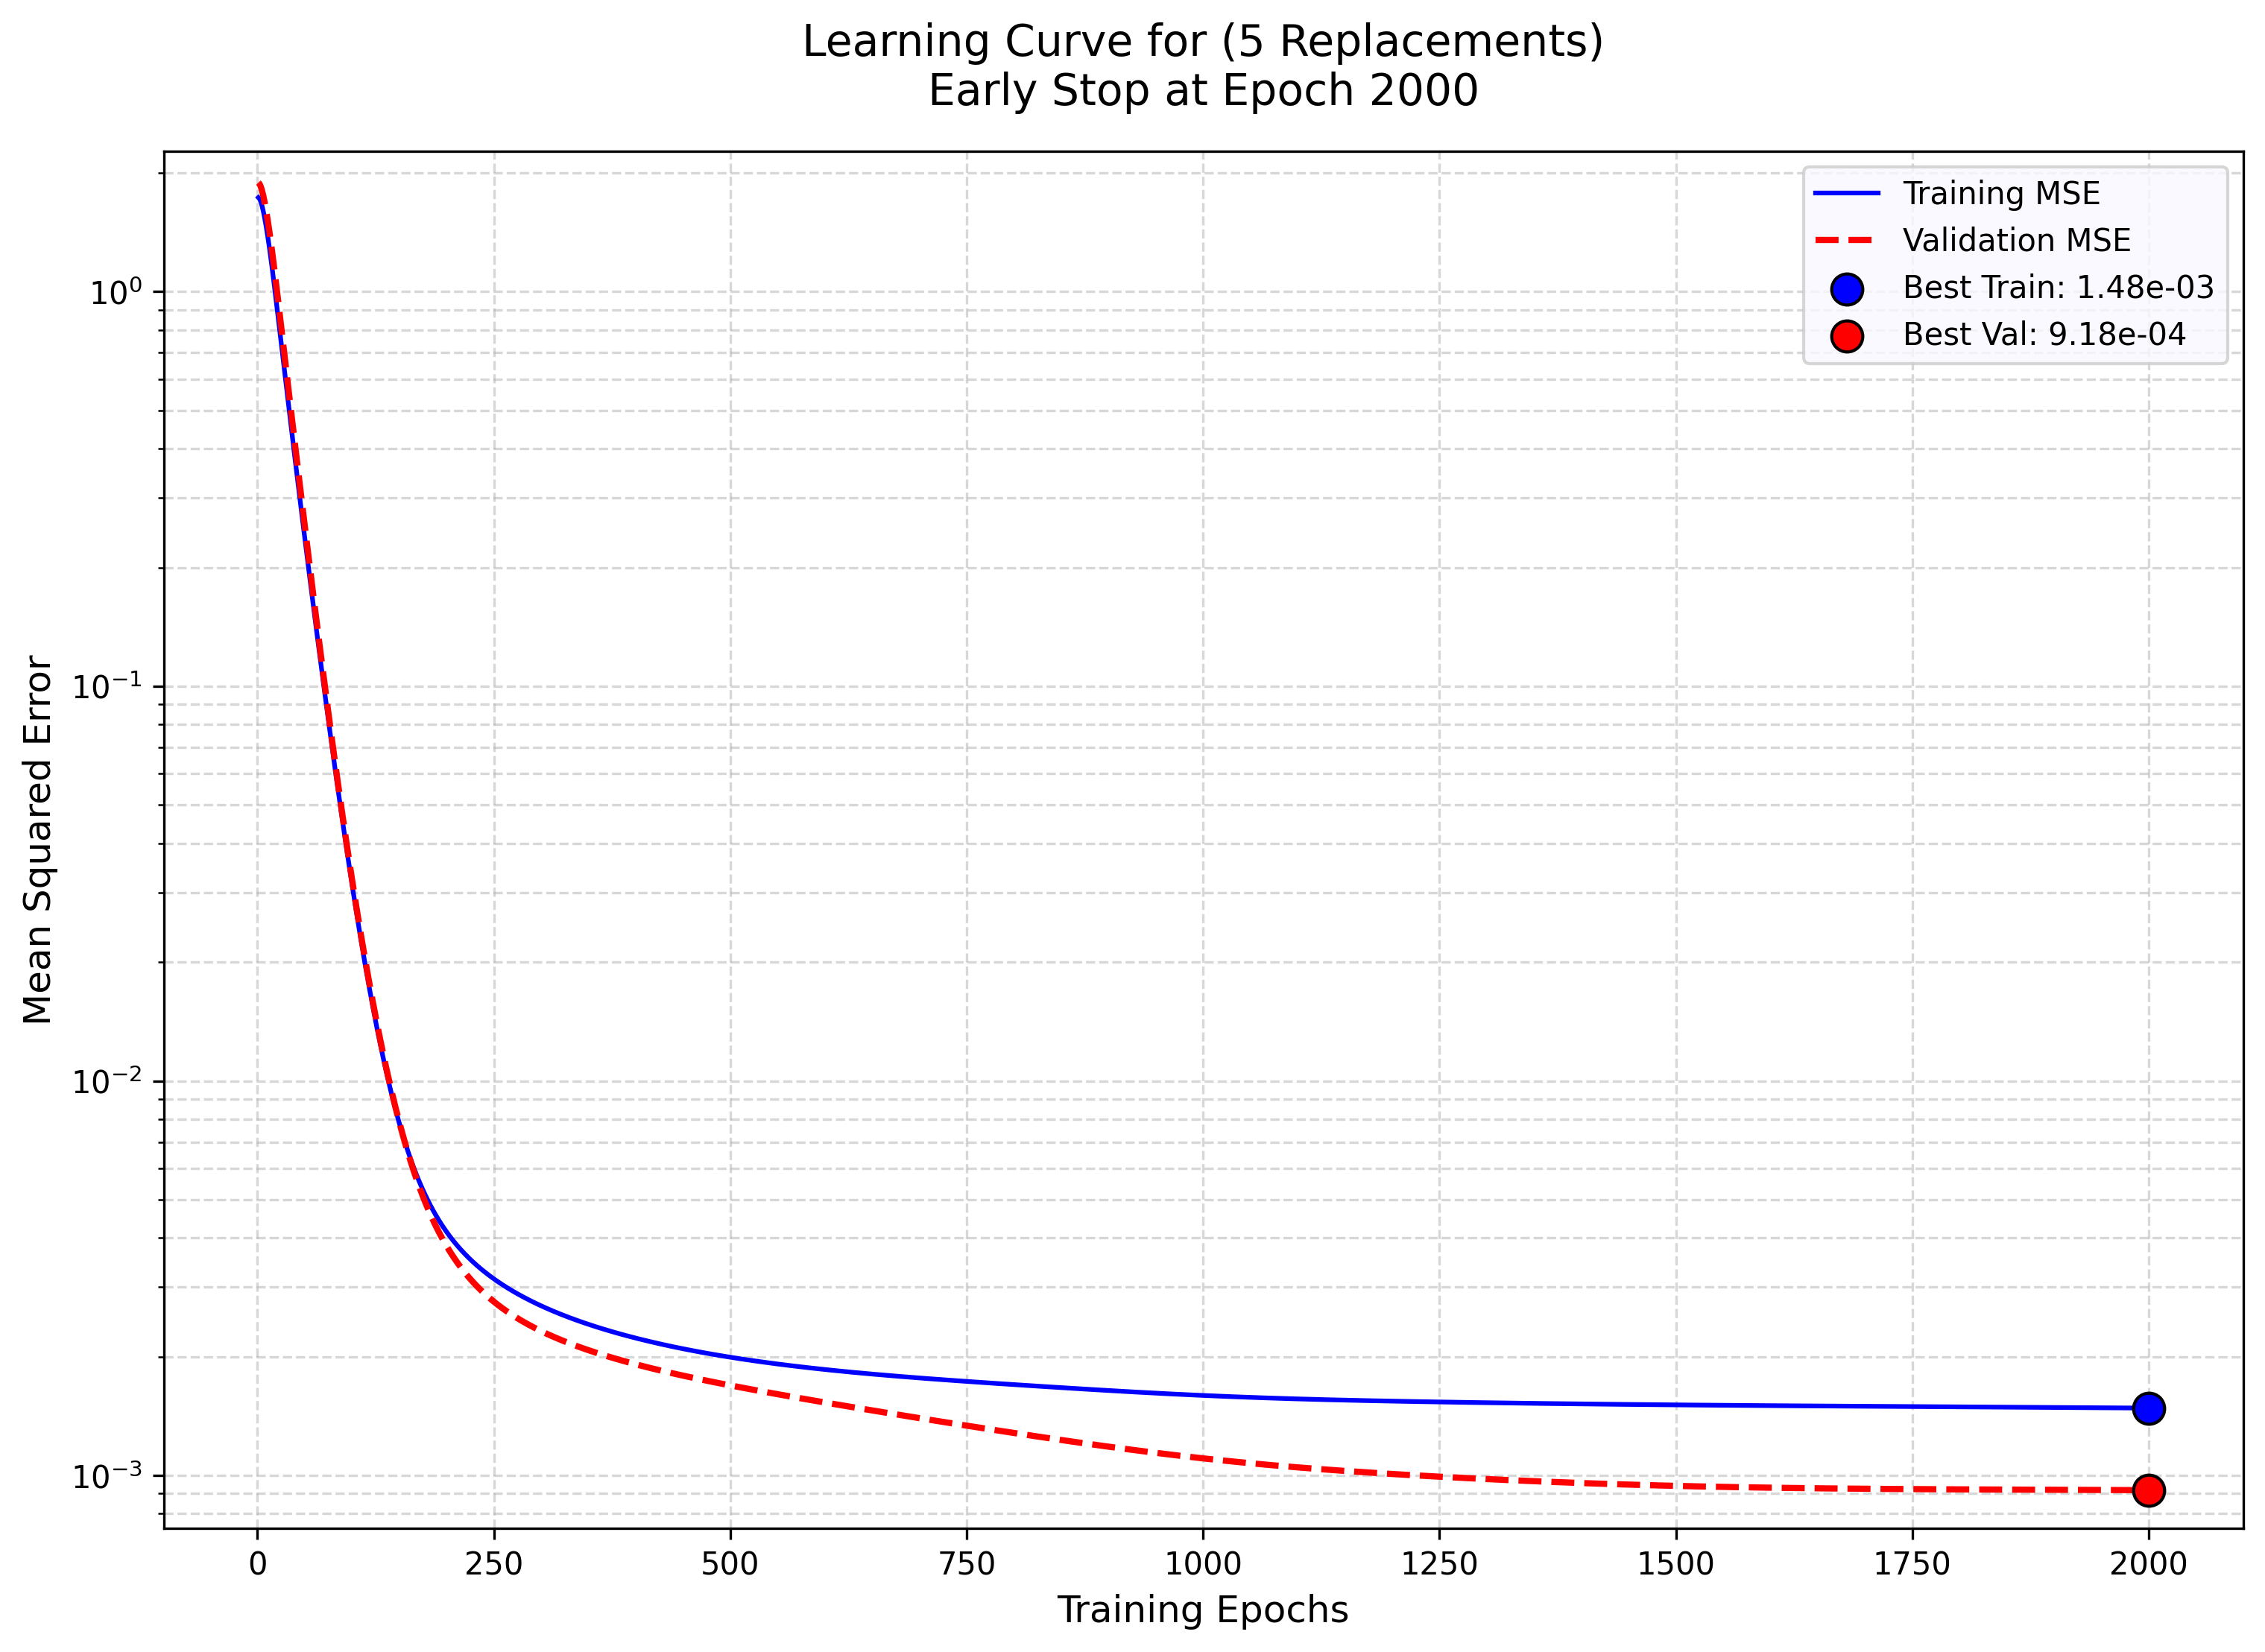 Learning Curve for (5 Replacements)
Early Stop at Epoch 2000
Training MSE
Validation MSE
Best Train: 1.48e-03
Best Val: 9.18e-04
Mean Squared Error
10⁰
10⁻¹
10⁻²
10⁻³
0 250 500 750 1000 1250 1500 1750 2000
Training Epochs